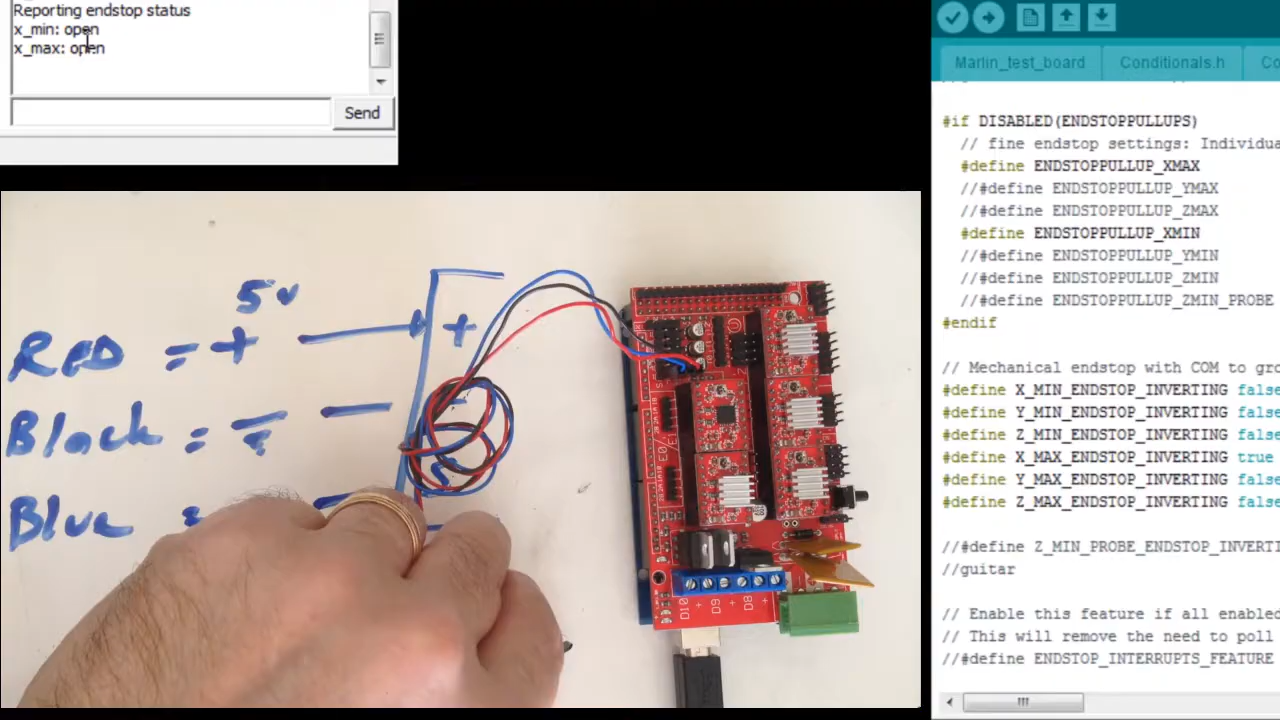 Reporting endstop status
x_min: open
x_max: open
Send
Marlin_test_board
Conditionals.h
Co
#if DISABLED(ENDSTOPPULLUPS)
// fine endstop settings: Individua
#define ENDSTOPPULLUP_XMAX
//#define ENDSTOPPULLUP_YMAX
//#define ENDSTOPPULLUP_ZMAX
#define ENDSTOPPULLUP_XMIN
//#define ENDSTOPPULLUP_YMIN
//#define ENDSTOPPULLUP_ZMIN
//#define ENDSTOPPULLUP_ZMIN_PROBE
#endif
// Mechanical endstop with COM to gro
#define X_MIN_ENDSTOP_INVERTING false
#define Y_MIN_ENDSTOP_INVERTING false
#define Z_MIN_ENDSTOP_INVERTING false
#define X_MAX_ENDSTOP_INVERTING true
#define Y_MAX_ENDSTOP_INVERTING false
#define Z_MAX_ENDSTOP_INVERTING false
//#define Z_MIN_PROBE_ENDSTOP_INVERTI
//guitar
// Enable this feature if all enabled
// This will remove the need to poll
//#define ENDSTOP_INTERRUPTS_FEATURE
5v
RED = + +
Black = -
Blue =
D10 + D9 + D8 +